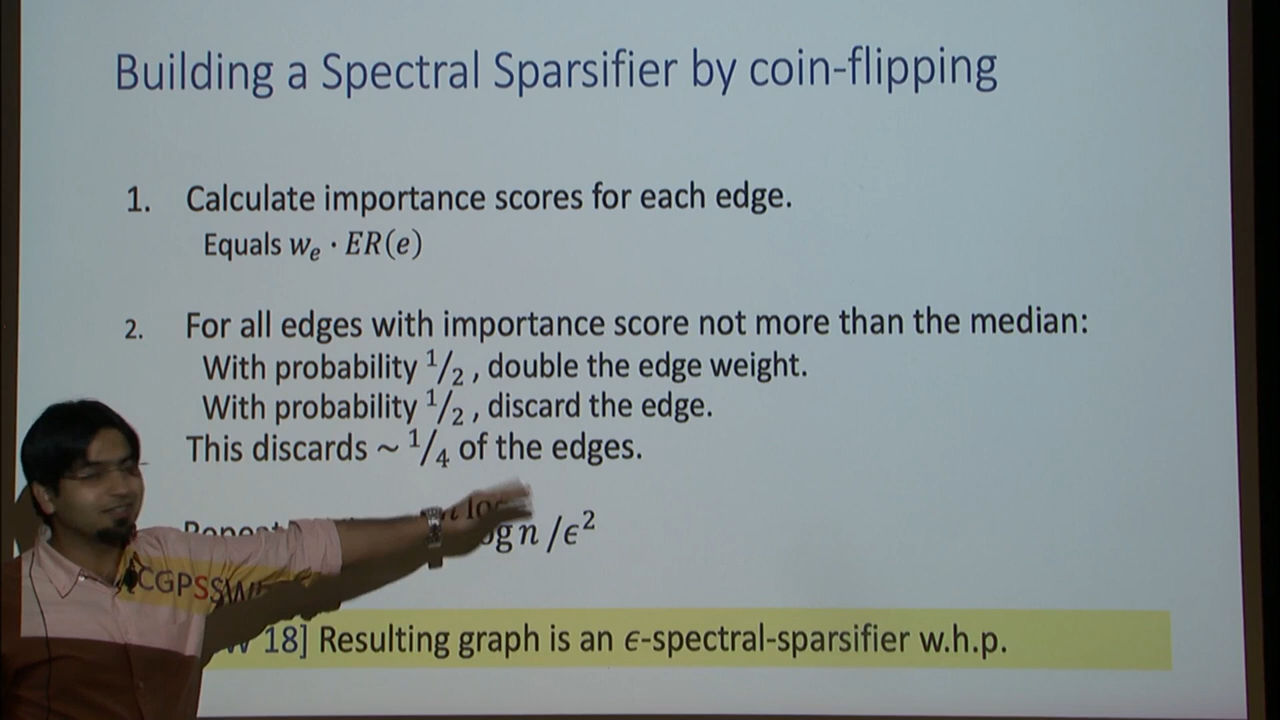 Building a Spectral Sparsifier by coin-flipping
1. Calculate importance scores for each edge.
Equals w_e · ER(e)
2. For all edges with importance score not more than the median:
With probability 1/2 , double the edge weight.
With probability 1/2 , discard the edge.
This discards ~ 1/4 of the edges.
n/ϵ²
CGPSSW
18] Resulting graph is an ϵ-spectral-sparsifier w.h.p.